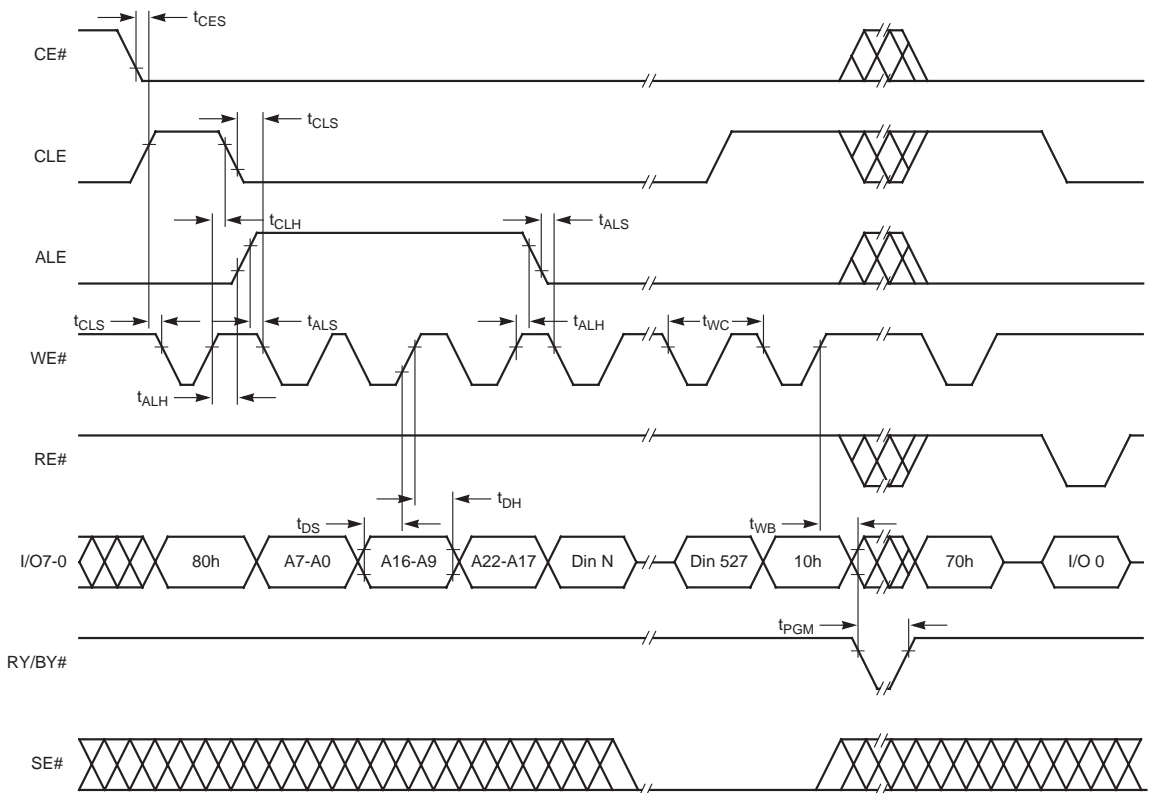 tCES
CE#
tCLS
CLE
tCLH
tALS
ALE
tCLS
tALS
tALH
tWC
WE#
tALH
RE#
tDH
tDS
tWB
I/O7-0
80h
A7-A0
A16-A9
A22-A17
Din N
Din 527
10h
70h
I/O 0
tPGM
RY/BY#
SE#